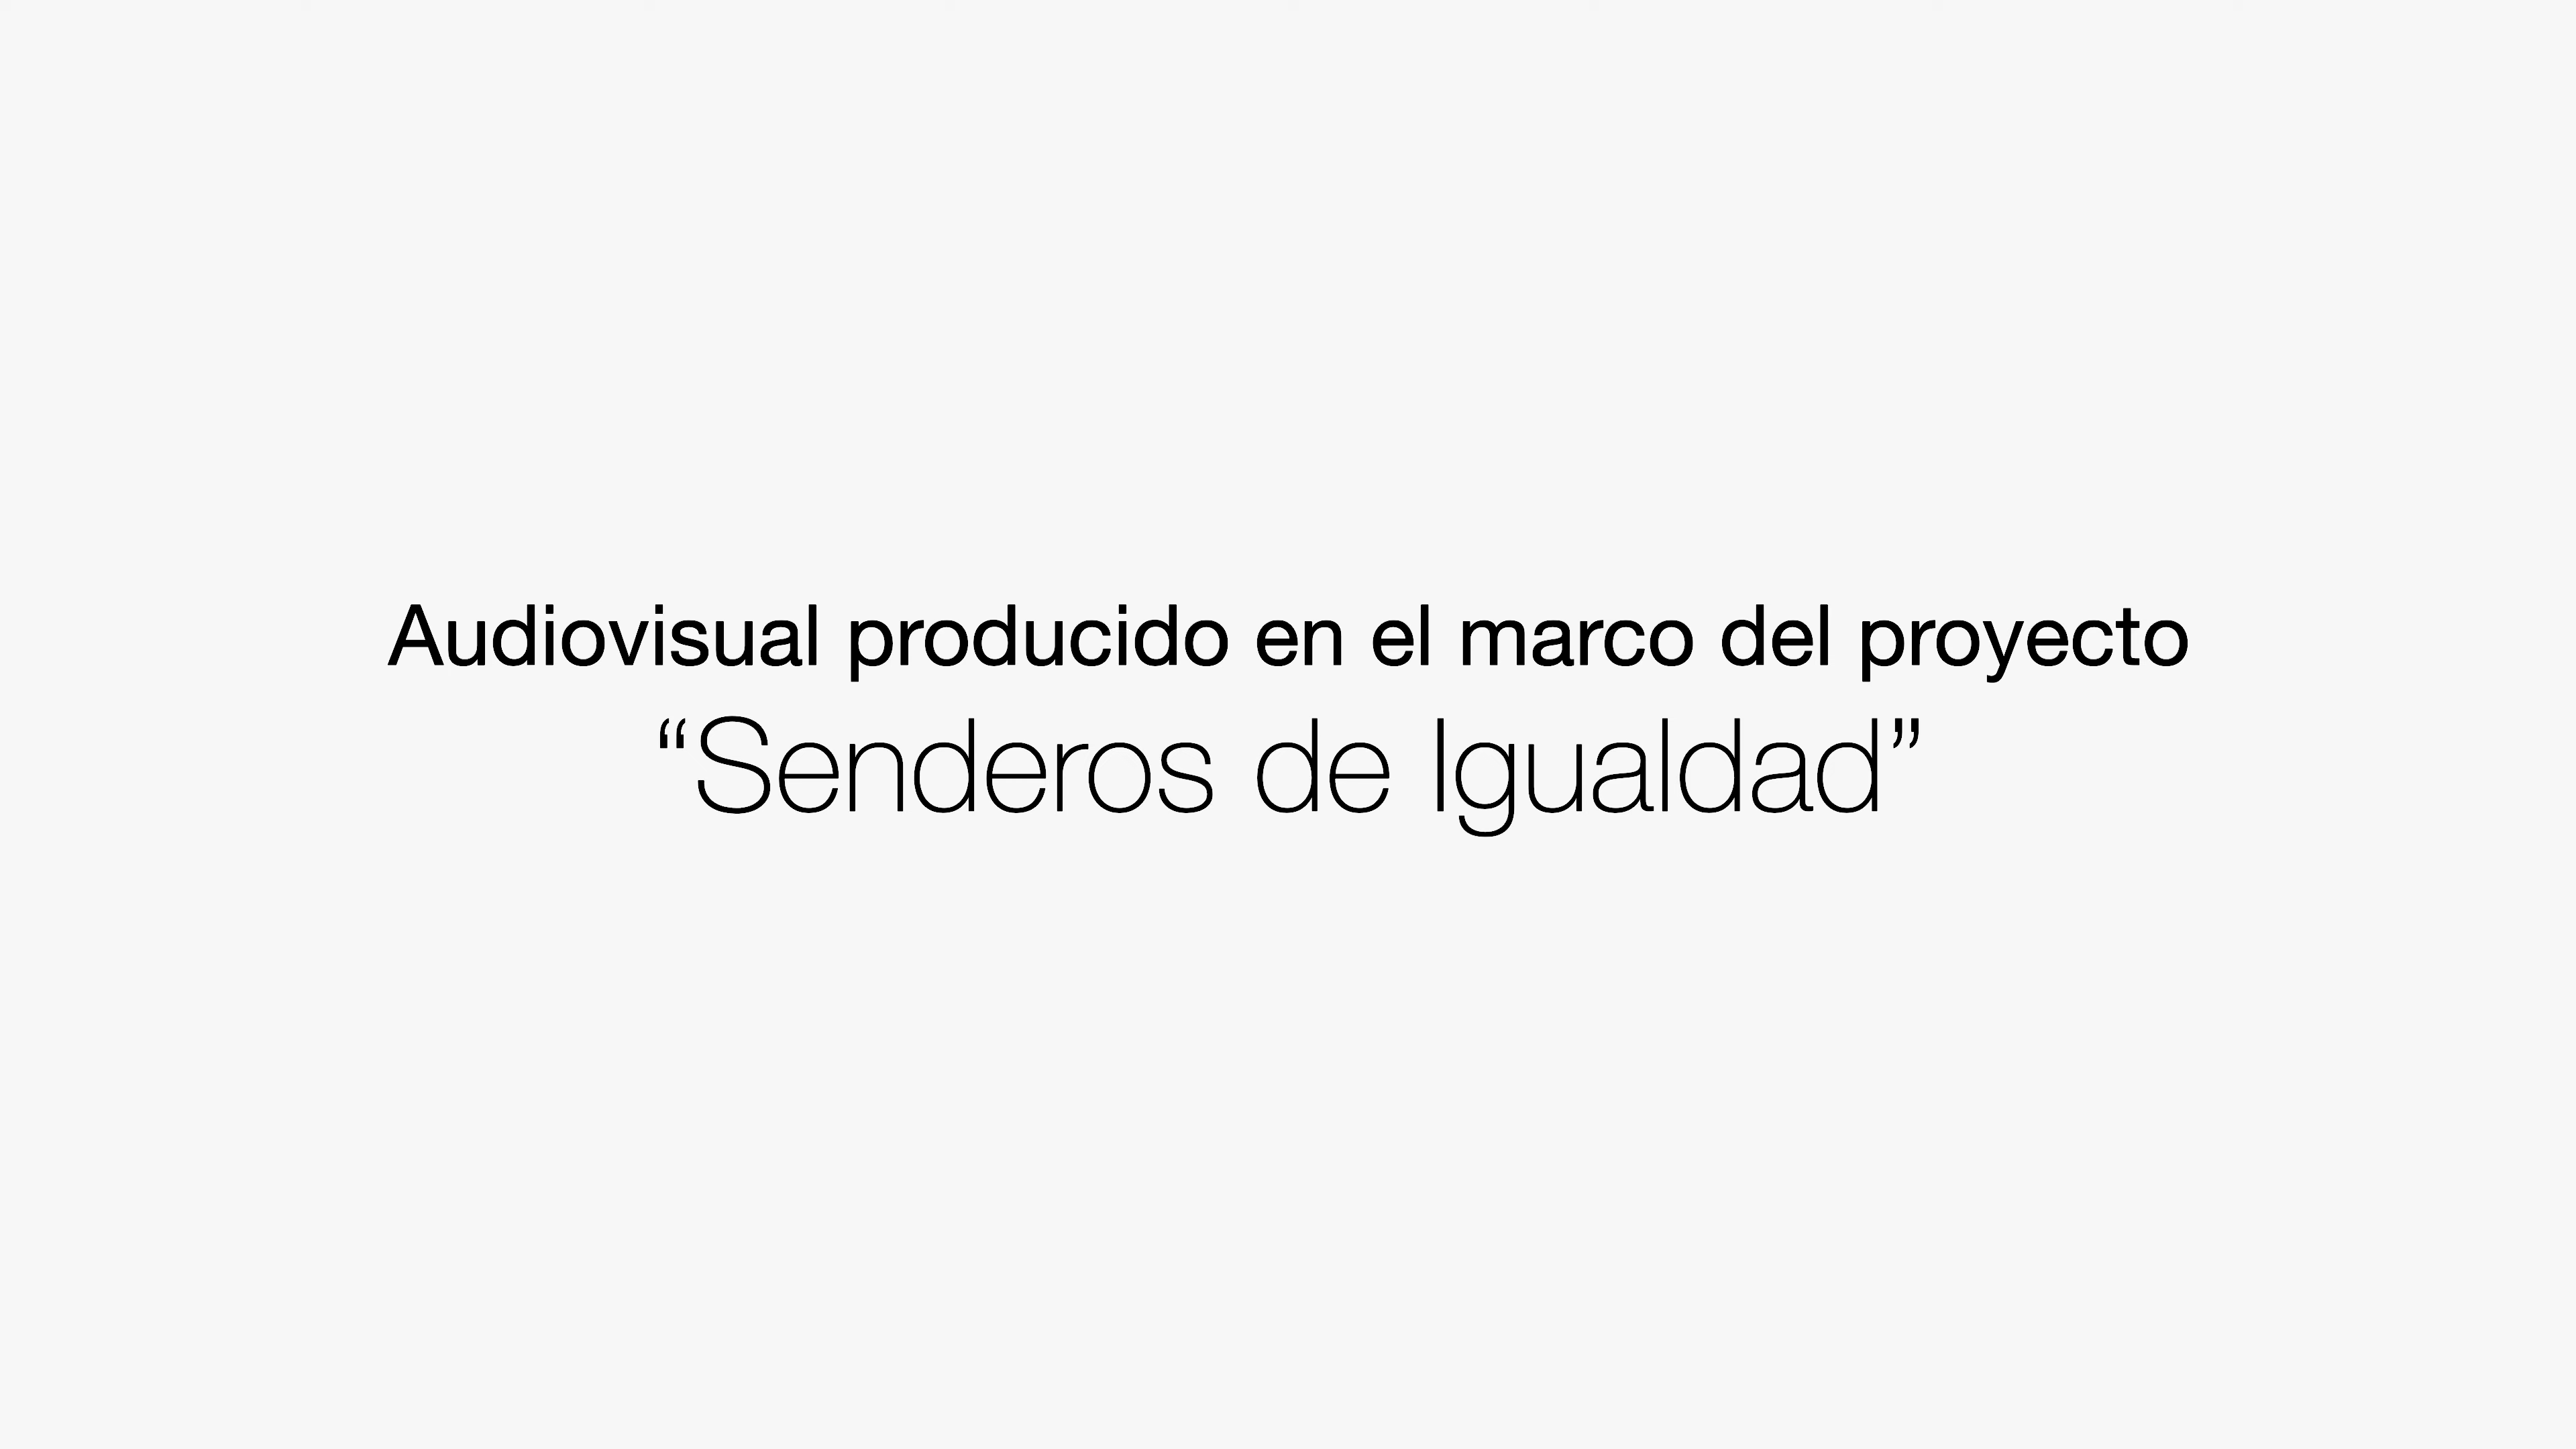 Audiovisual producido en el marco del proyecto
“Senderos de Igualdad”